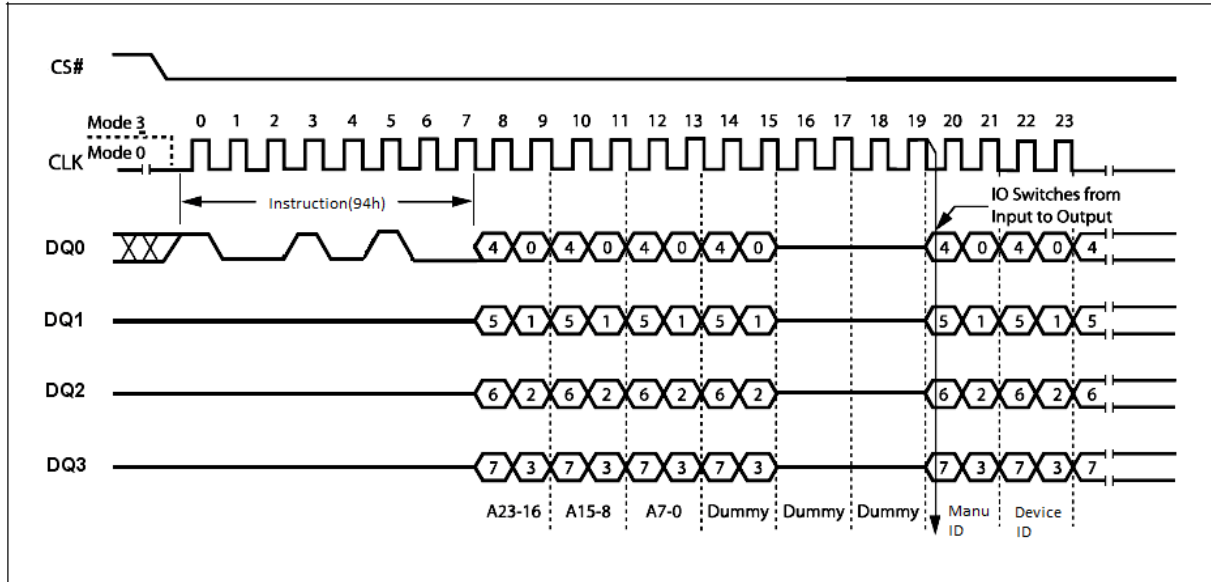 CS#
Mode 3
0 1 2 3 4 5 6 7 8 9 10 11 12 13 14 15 16 17 18 19 20 21 22 23
Mode 0
CLK
Instruction(94h)
IO Switches from
Input to Output
DQ0
4 0 4 0 4 0 4 0 4 0 4 0 4
DQ1
5 1 5 1 5 1 5 1 5 1 5 1 5
DQ2
6 2 6 2 6 2 6 2 6 2 6 2 6
DQ3
7 3 7 3 7 3 7 3 7 3 7 3 7
A23-16 A15-8 A7-0 Dummy Dummy Dummy Manu ID Device ID